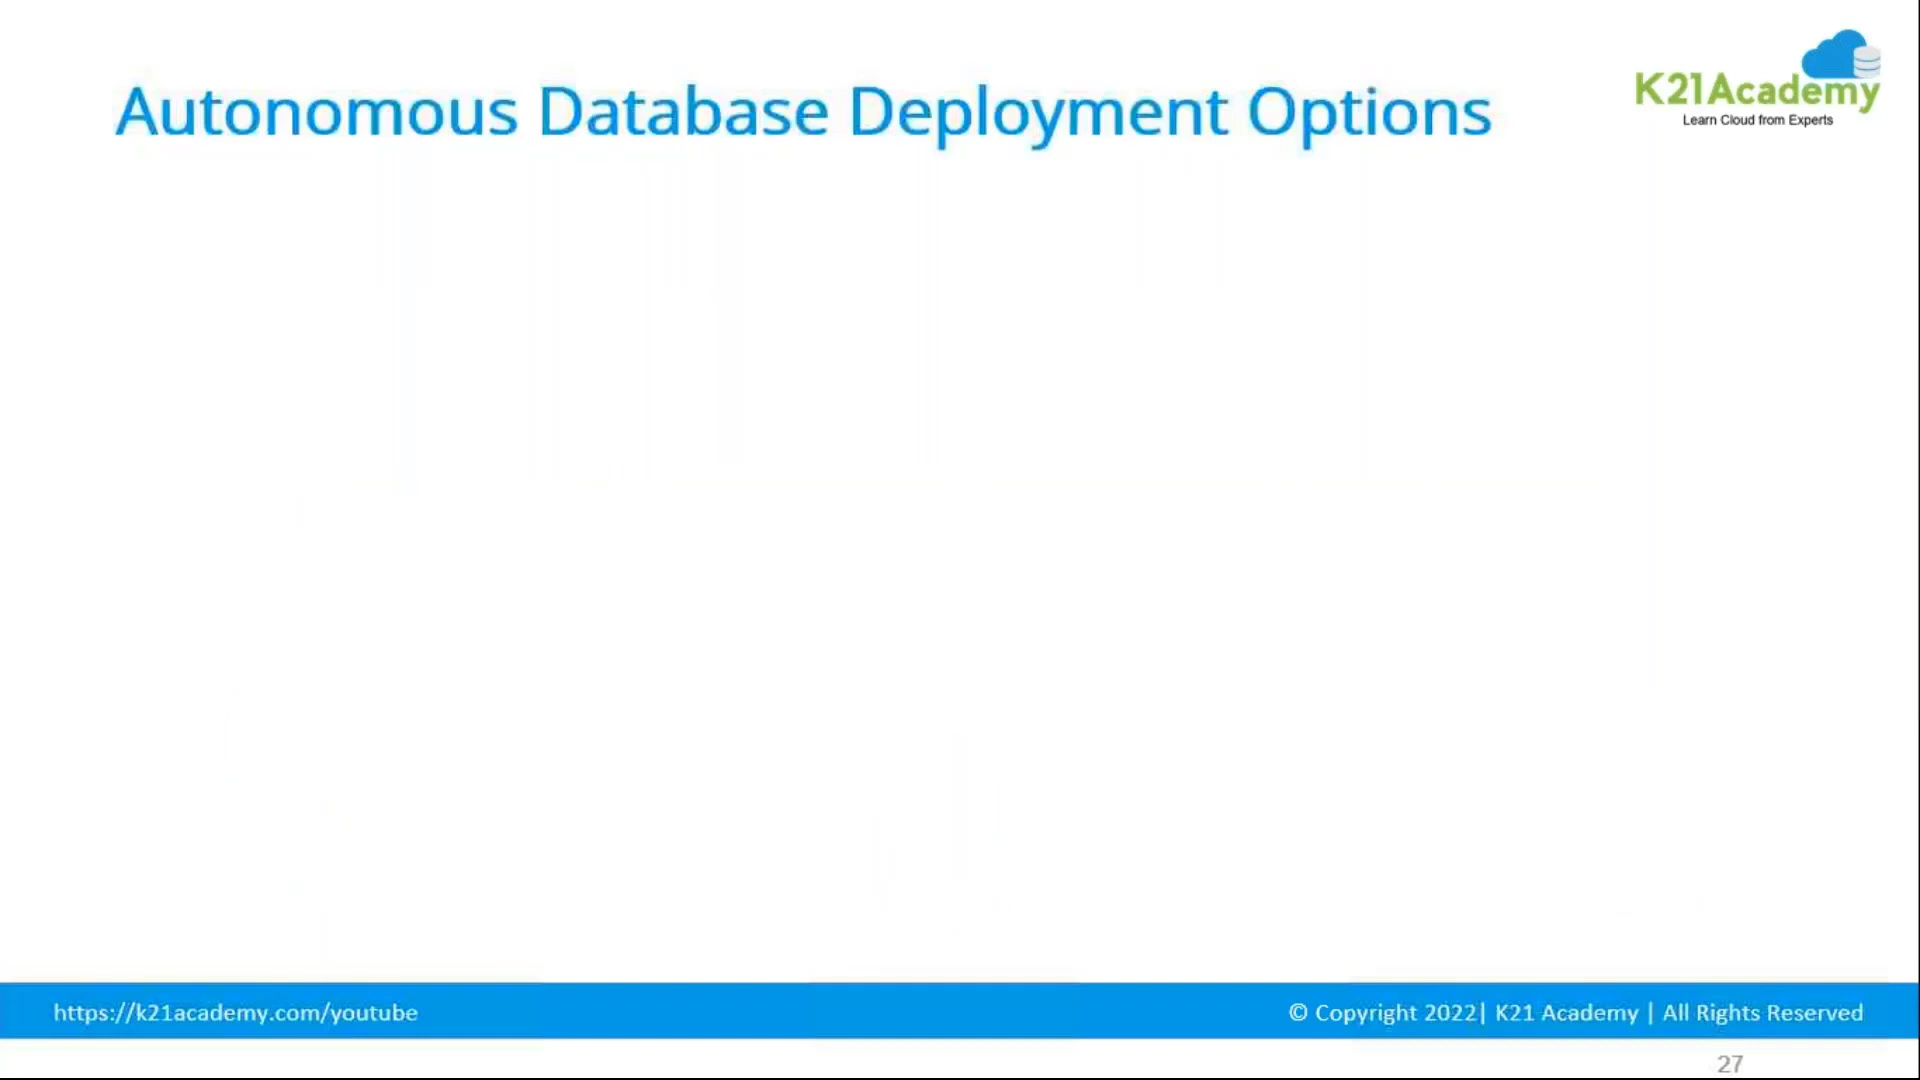 Autonomous Database Deployment Options
K21Academy
Learn Cloud from Experts
https://k21academy.com/youtube
© Copyright 2022| K21 Academy | All Rights Reserved
27